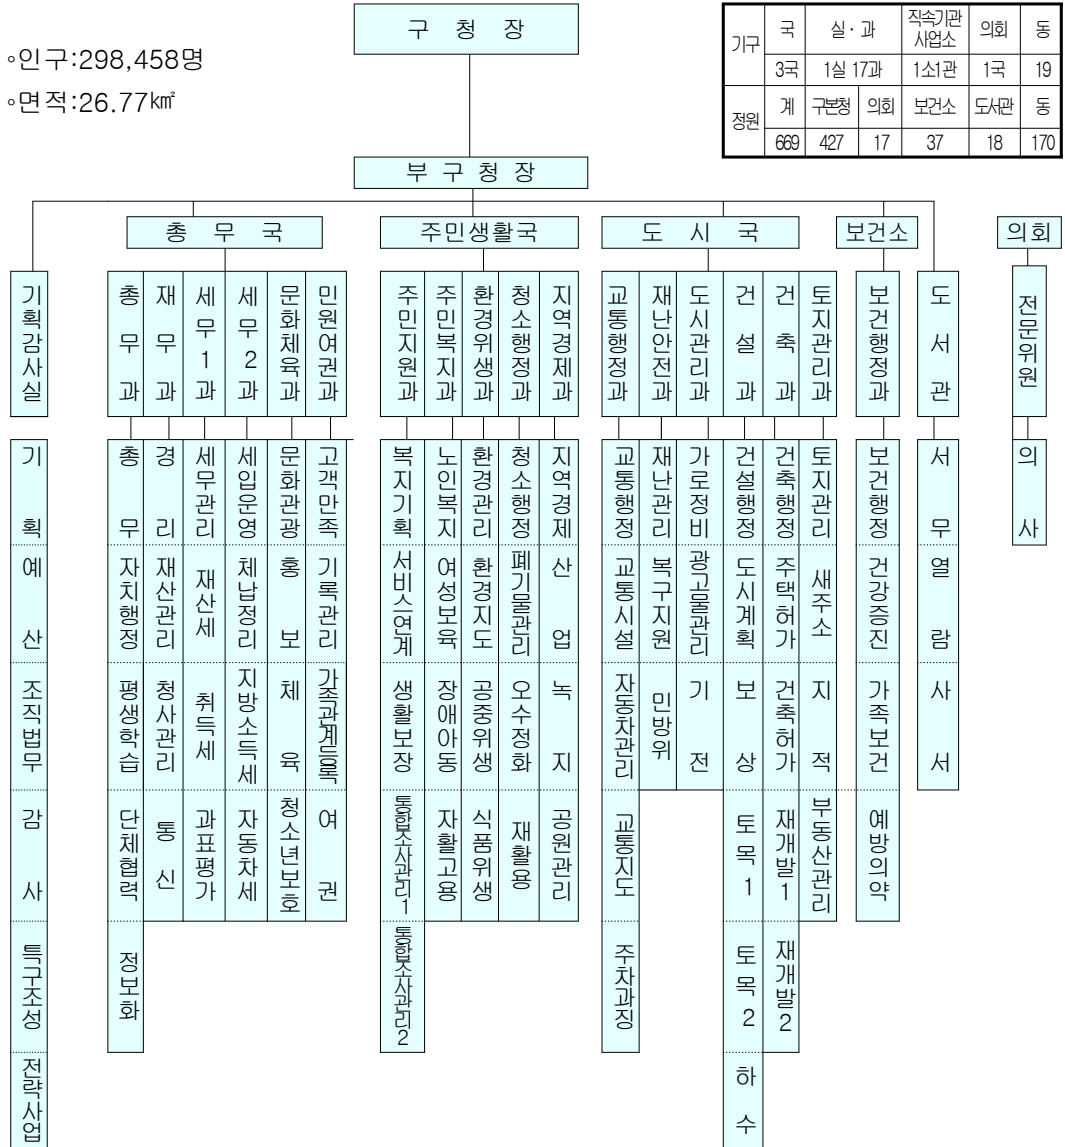 구 청 장
◦인구:298,458명
◦면적:26.77㎢
기구 국 실·과 직속기관 사업소 의회 동
3국 1실 17과 1소1관 1국 19
정원 계 구본청 의회 보건소 도서관 동
669 427 17 37 18 170
부 구 청 장
총 무 국
주민생활국
도 시 국
보건소
의회
기획감사실
총무과
재무과
세무1과
세무2과
문화체육과
민원여권과
주민지원과
주민복지과
환경위생과
청소행정과
지역경제과
교통행정과
재난안전과
도시관리과
건설과
건축과
토지관리과
보건행정과
도서관
전문위원
기획
총무
경리
세무관리
세입운영
문화관광
고객만족
복지기획
노인복지
환경관리
청소행정
지역경제
교통행정
재난관리
가로정비
건설행정
건축행정
토지관리
보건행정
서무
의사
예산
자치행정
재산관리
재산세
체납정리
홍보
기록관리
서비스연계
여성보육
환경지도
폐기물관리
산업
교통시설
복구지원
광고물관리
도시계획
주택허가
새주소
건강증진
열람
조직법무
평생학습
청사관리
취득세
지방소득세
체육
가족관계등록
생활보장
장애아동
공중위생
오수정화
녹지
자동차관리
민방위
기전
보상
건축허가
지적
가족보건
사서
감사
단체협력
통신
과표평가
자동차세
청소년보호
여권
통합조사관리1
자활고용
식품위생
재활용
공원관리
교통지도
토목1
재개발1
부동산관리
예방의약
특구조성
정보화
통합조사관리2
주차과징
토목2
재개발2
전략사업
하수